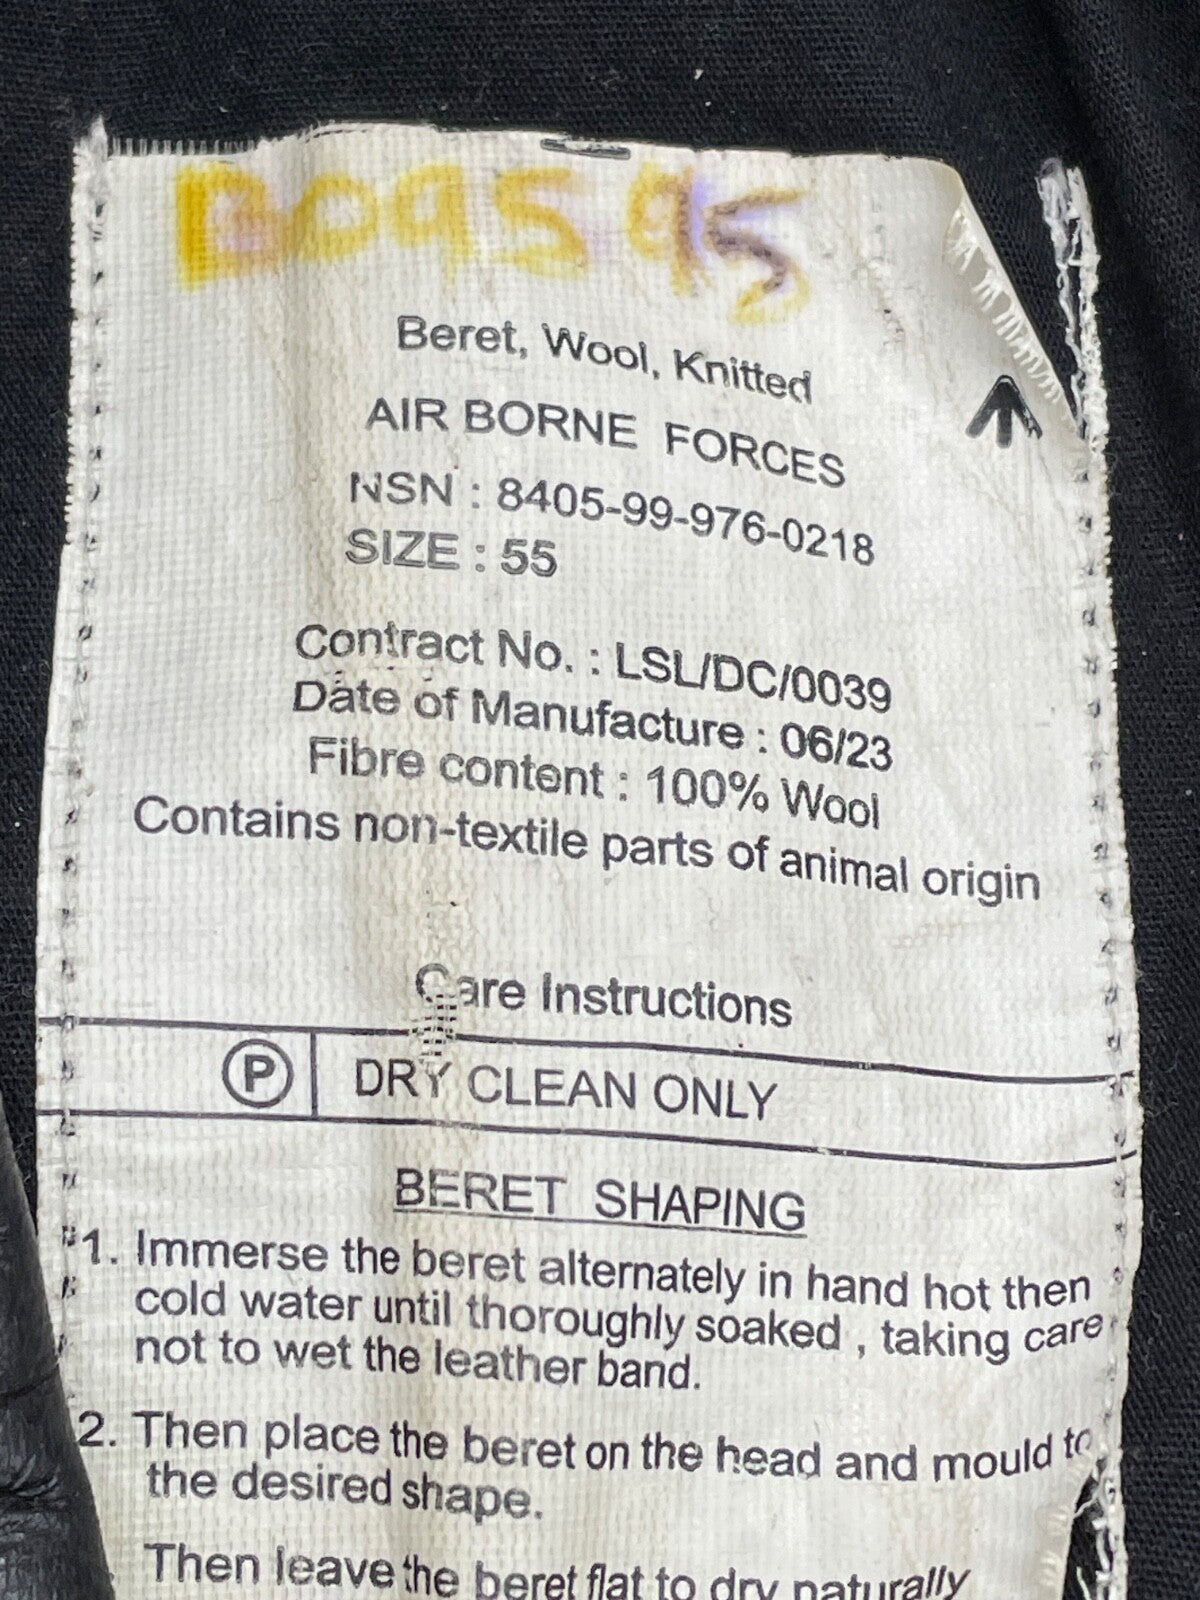 BO9595
Beret, Wool, Knitted
AIR BORNE FORCES
NSN : 8405-99-976-0218
SIZE : 55
Contract No. : LSL/DC/0039
Date of Manufacture : 06/23
Fibre content : 100% Wool
Contains non-textile parts of animal origin
Care Instructions
P DRY CLEAN ONLY
BERET SHAPING
1. Immerse the beret alternately in hand hot then
cold water until thoroughly soaked , taking care
not to wet the leather band.
2. Then place the beret on the head and mould to
the desired shape.
Then leave the beret flat to dry naturally